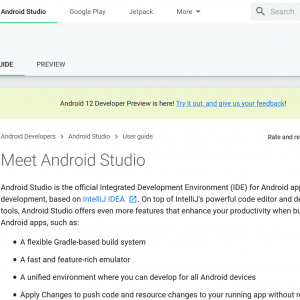 Android Studio Google Play Jetpack More Search
UIDE PREVIEW
Android 12 Developer Preview is here! Try it out, and give us your feedback!
Android Developers > Android Studio > User guide Rate and re
Meet Android Studio
Android Studio is the official Integrated Development Environment (IDE) for Android app
development, based on IntelliJ IDEA . On top of IntelliJ's powerful code editor and de
tools, Android Studio offers even more features that enhance your productivity when bu
Android apps, such as:
• A flexible Gradle-based build system
• A fast and feature-rich emulator
• A unified environment where you can develop for all Android devices
• Apply Changes to push code and resource changes to your running app without r